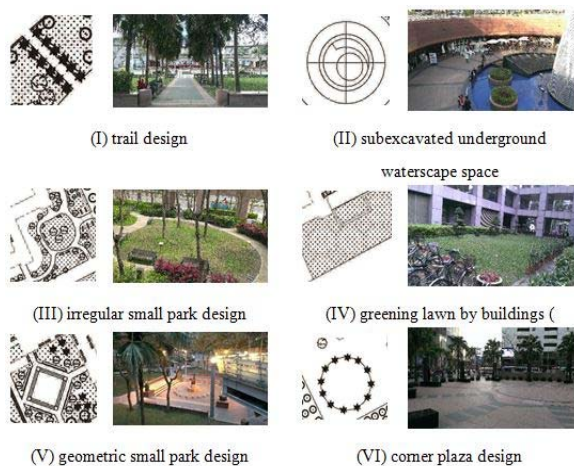 (I) trail design
(II) subexcavated underground
waterscape space
(III) irregular small park design
(IV) greening lawn by buildings (
(V) geometric small park design
(VI) corner plaza design